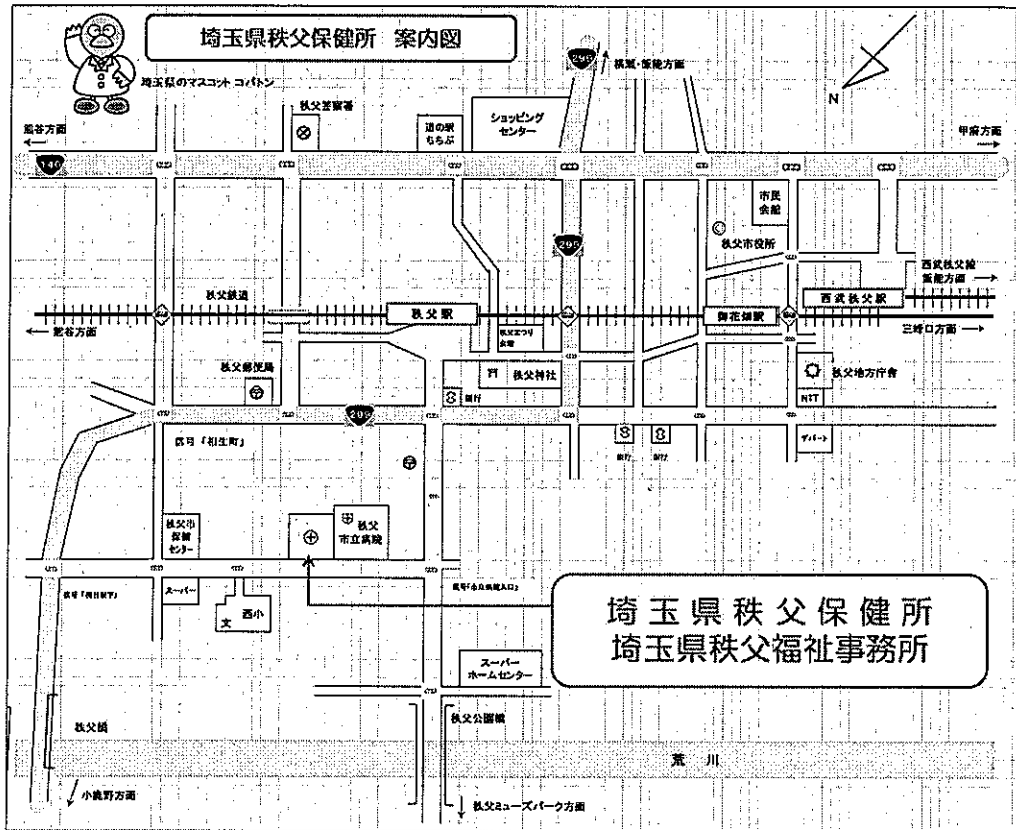 埼玉県秩父保健所 案内図
埼玉県のマスコット コバトン
299
横瀬・飯能方面
N
秩父警察署
道の駅
ちちぶ
ショッピング
センター
熊谷方面
甲府方面
140
市民
会館
秩父市役所
299
西武秩父線
飯能方面
西武秩父駅
秩父鉄道
秩父駅
御花畑駅
熊谷方面
三峰口方面
秩父まつり
会館
秩父郵便局
秩父神社
秩父地方庁舎
銀行
NTT
299
信号「相生町」
銀行
銀行
デパート
秩父市
保健
センター
秩父
市立病院
スーパー
西小
文
信号「市立病院入口」
埼玉県秩父保健所
埼玉県秩父福祉事務所
スーパー
ホームセンター
秩父橋
秩父公園橋
荒川
小鹿野方面
秩父ミューズパーク方面